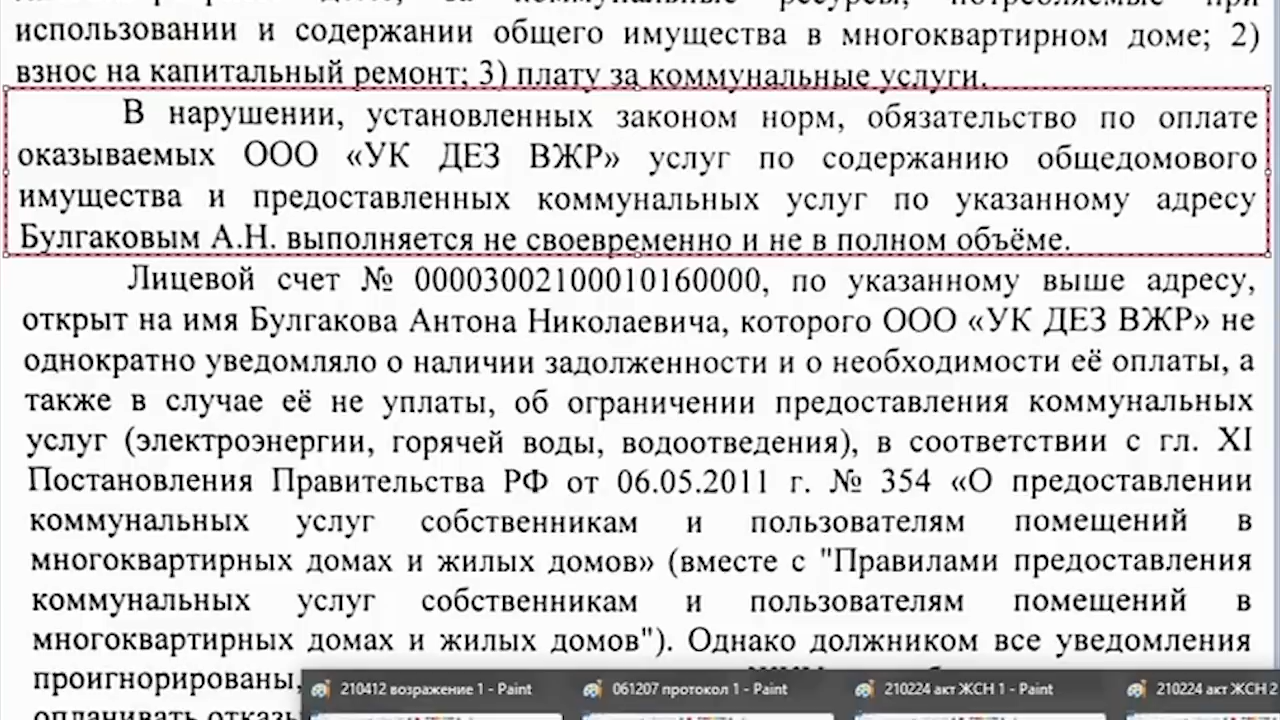 использовании и содержании общего имущества в многоквартирном доме; 2)
взнос на капитальный ремонт; 3) плату за коммунальные услуги.
В нарушении, установленных законом норм, обязательство по оплате
оказываемых ООО «УК ДЕЗ ВЖР» услуг по содержанию общедомового
имущества и предоставленных коммунальных услуг по указанному адресу
Булгаковым А.Н. выполняется не своевременно и не в полном объёме.
Лицевой счет № 00003002100010160000, по указанному выше адресу,
открыт на имя Булгакова Антона Николаевича, которого ООО «УК ДЕЗ ВЖР» не
однократно уведомляло о наличии задолженности и о необходимости её оплаты, а
также в случае её не уплаты, об ограничении предоставления коммунальных
услуг (электроэнергии, горячей воды, водоотведения), в соответствии с гл. XI
Постановления Правительства РФ от 06.05.2011 г. № 354 «О предоставлении
коммунальных услуг собственникам и пользователям помещений в
многоквартирных домах и жилых домов» (вместе с "Правилами предоставления
коммунальных услуг собственникам и пользователям помещений в
многоквартирных домах и жилых домов"). Однако должником все уведомления
проигнорированы,
210412 возражение 1 - Paint 061207 протокол 1 - Paint 210224 акт ЖСН 1 - Paint 210224 акт ЖСН 2